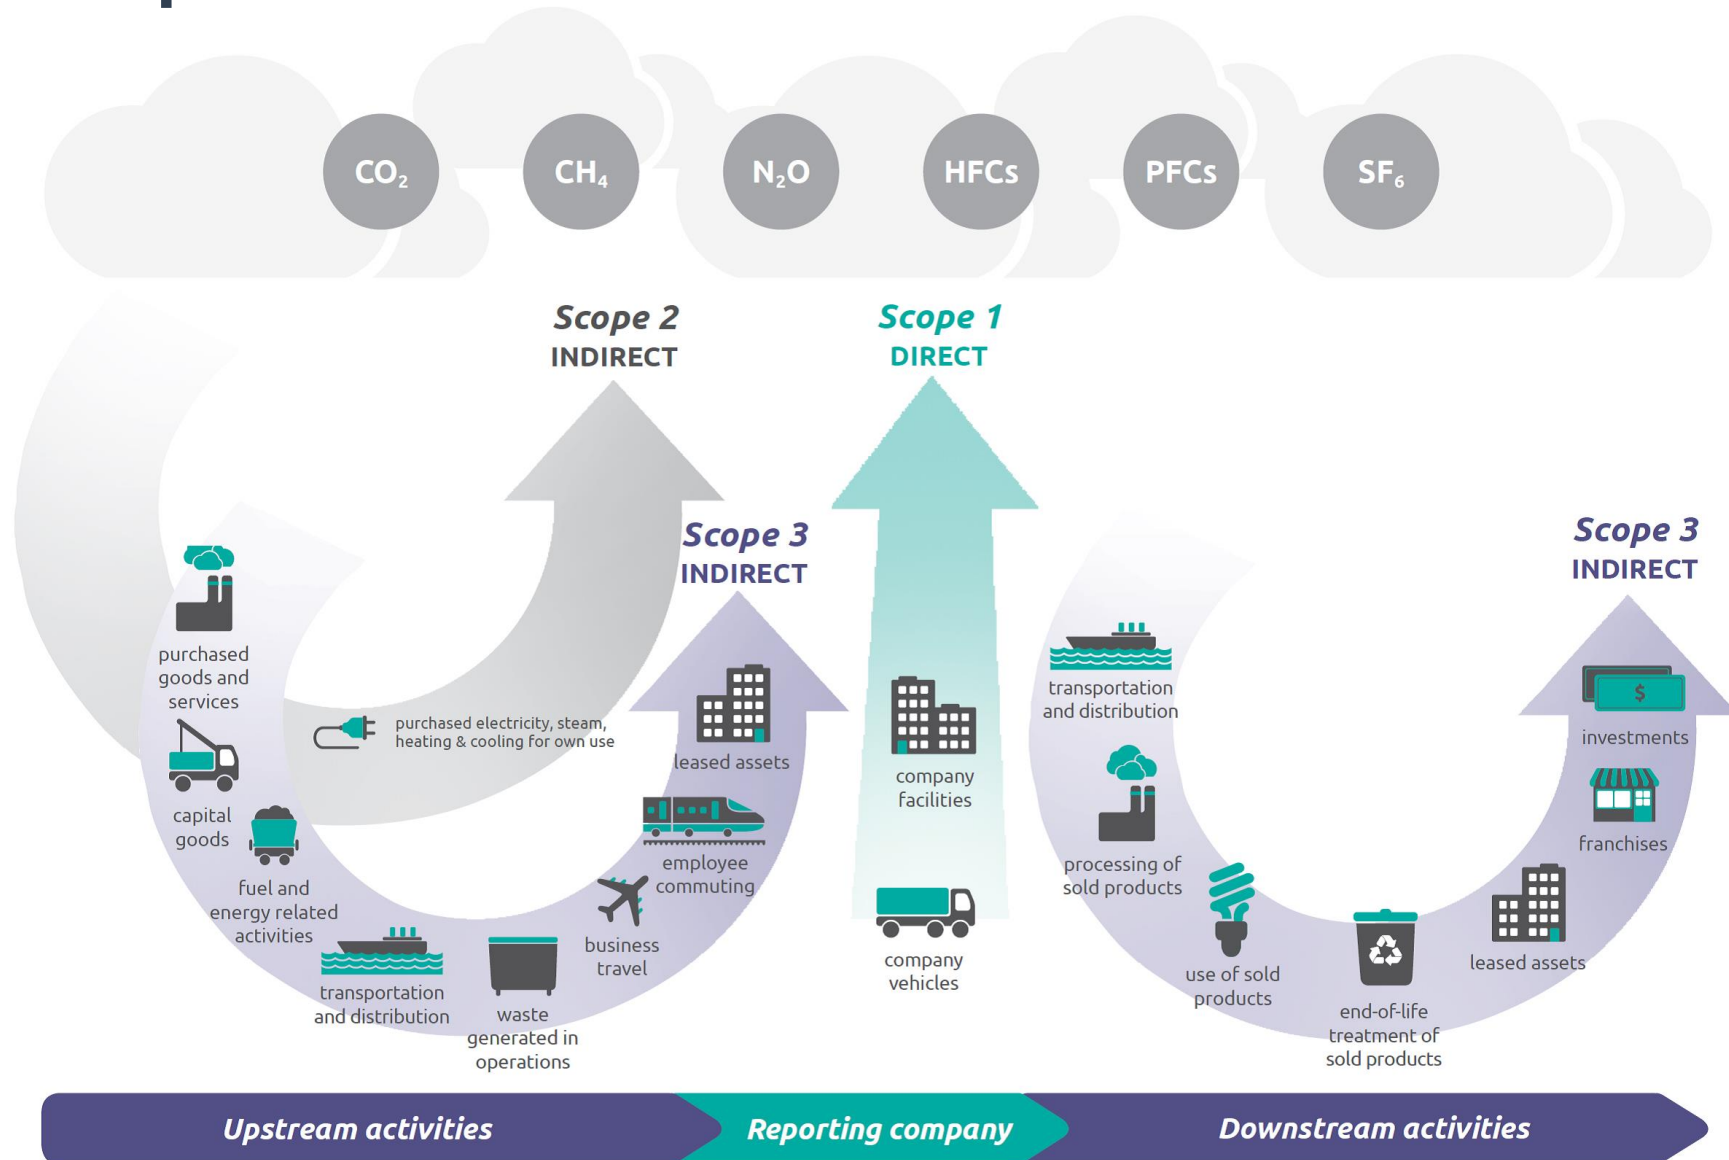 CO₂
CH₄
N₂O
HFCs
PFCs
SF₆
Scope 2
INDIRECT
Scope 1
DIRECT
Scope 3
INDIRECT
Scope 3
INDIRECT
purchased
goods and
services
capital
goods
fuel and
energy related
activities
transportation
and distribution
waste
generated in
operations
business
travel
employee
commuting
leased assets
purchased electricity, steam,
heating & cooling for own use
company
facilities
company
vehicles
transportation
and distribution
processing of
sold products
use of sold
products
end-of-life
treatment of
sold products
leased assets
franchises
$
investments
Upstream activities
Reporting company
Downstream activities